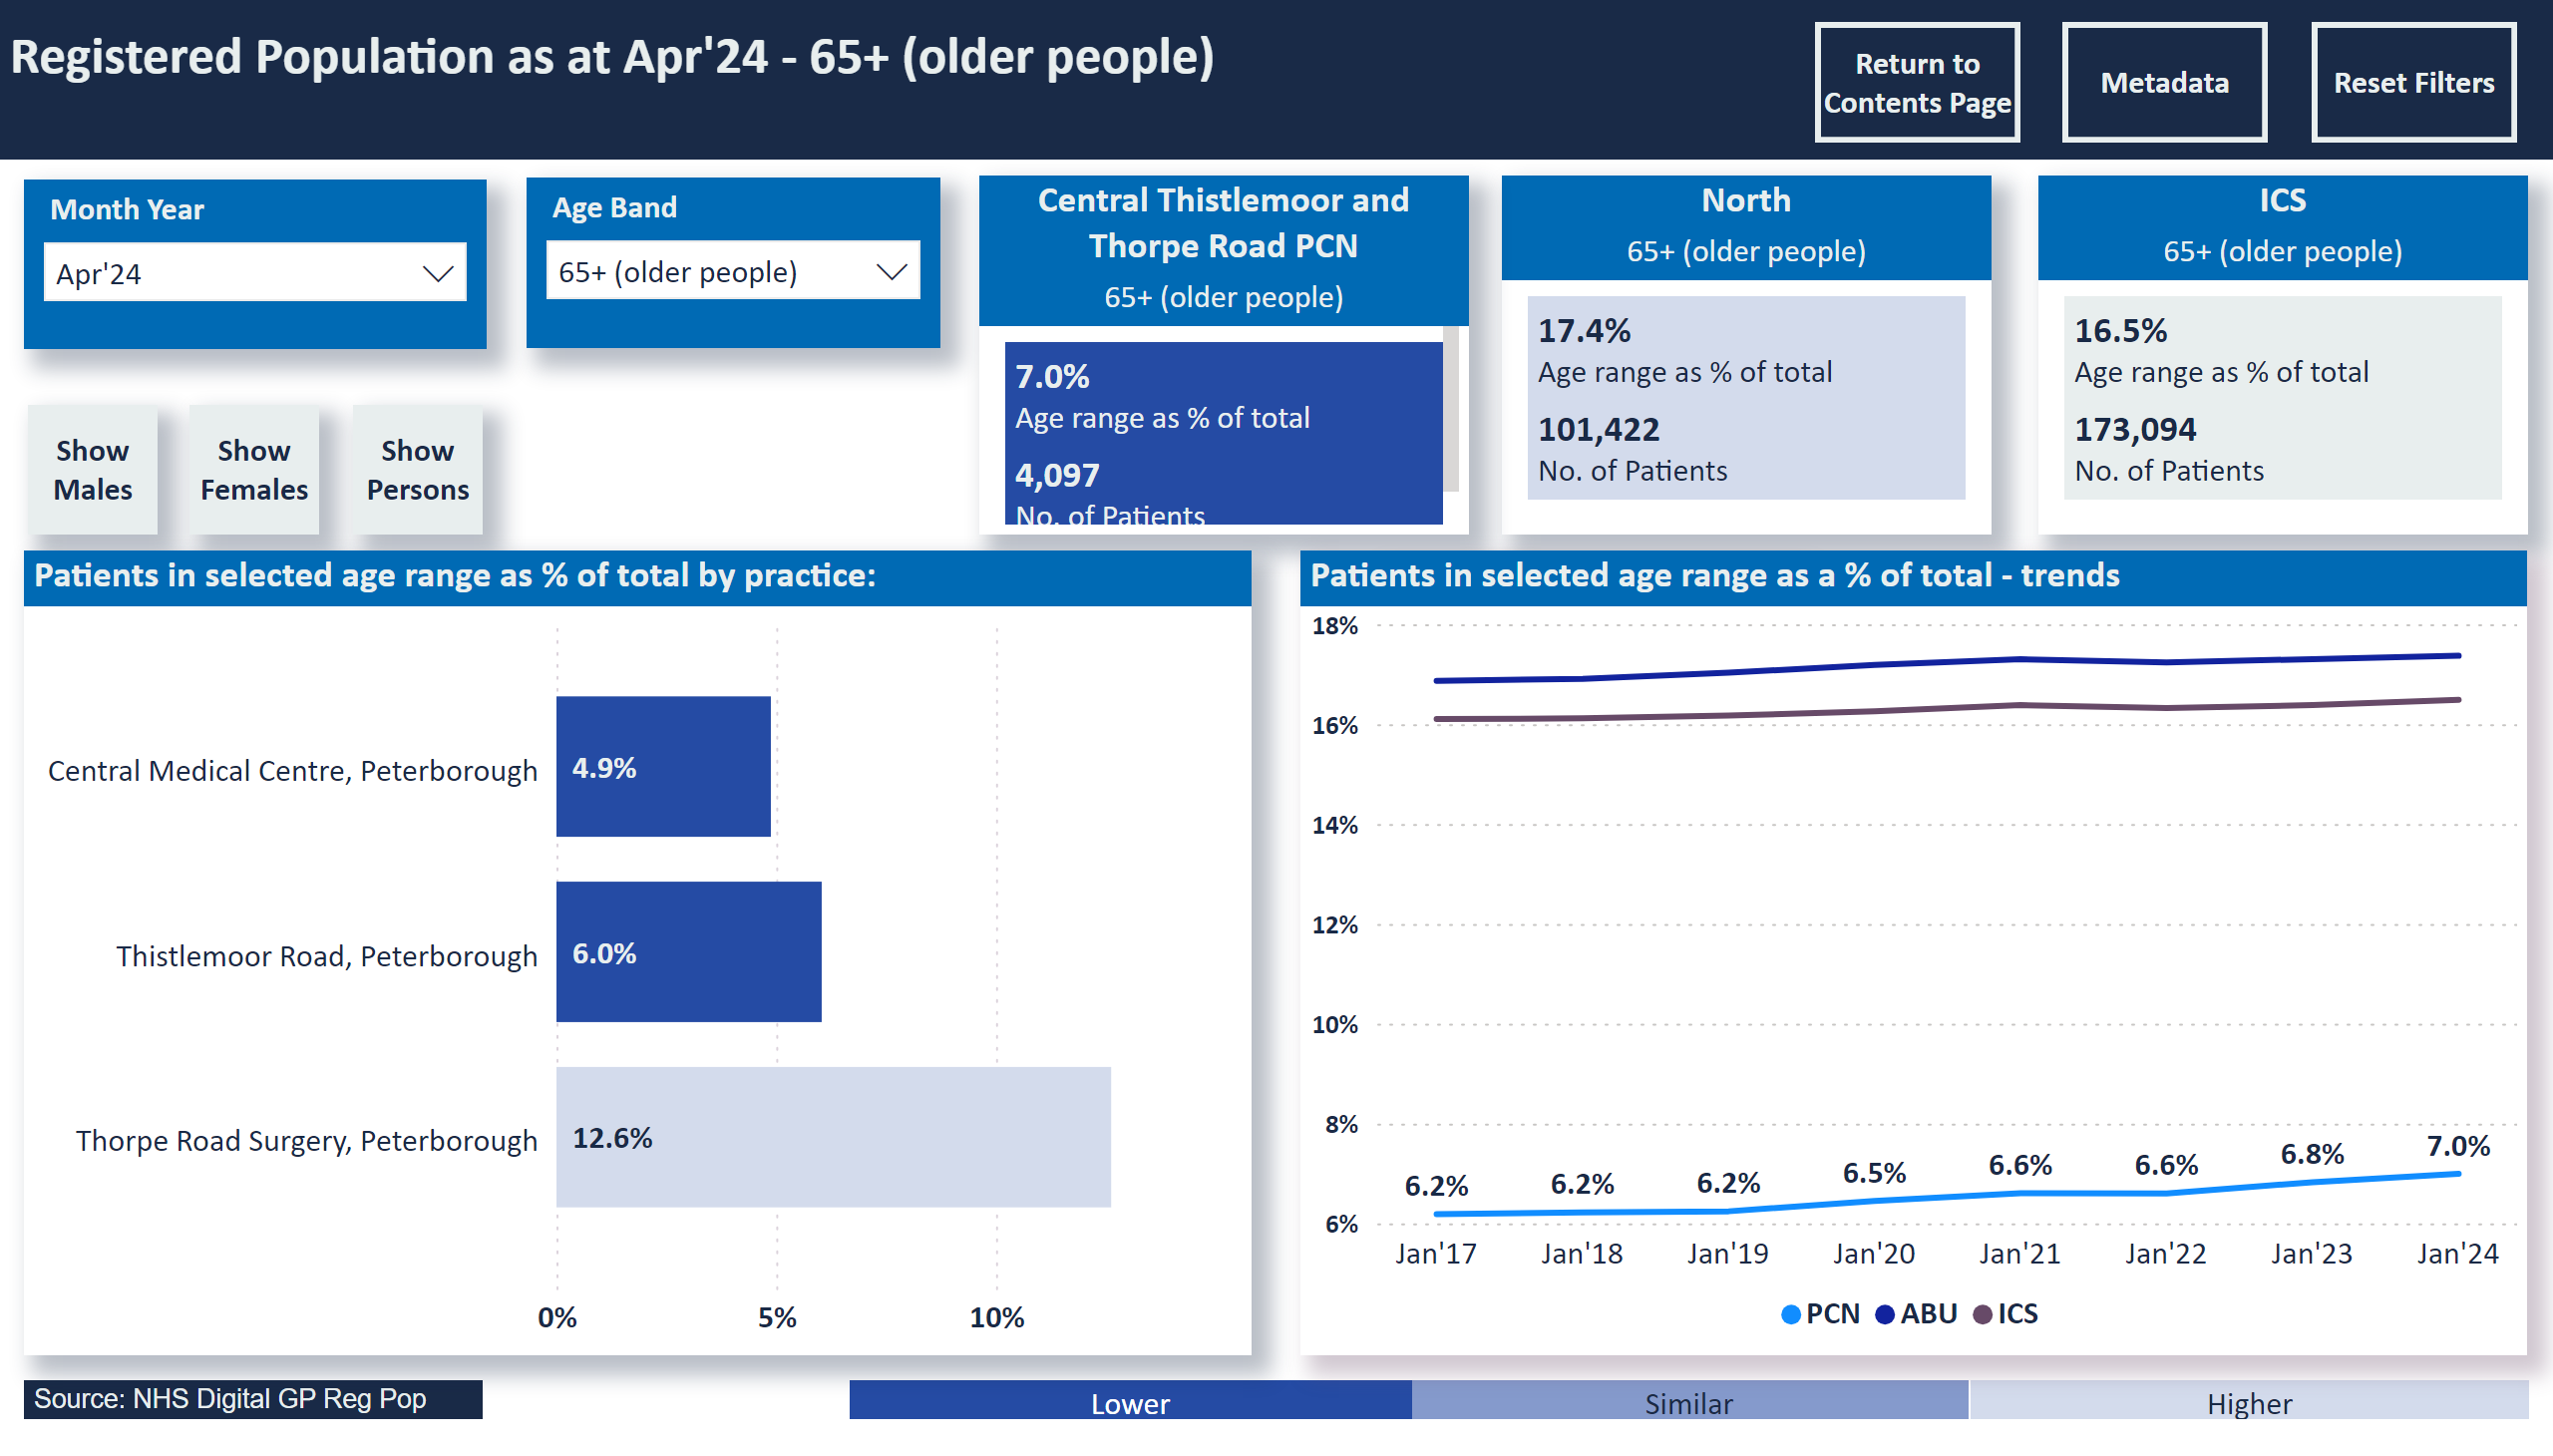 Registered Population as at Apr'24 - 65+ (older people)
Return to
Contents Page
Metadata
Reset Filters
Month Year
Apr'24
Age Band
65+ (older people)
Central Thistlemoor and
Thorpe Road PCN
65+ (older people)
7.0%
Age range as % of total
4,097
No. of Patients
North
65+ (older people)
17.4%
Age range as % of total
101,422
No. of Patients
ICS
65+ (older people)
16.5%
Age range as % of total
173,094
No. of Patients
Show
Males
Show
Females
Show
Persons
Patients in selected age range as % of total by practice:
Central Medical Centre, Peterborough
4.9%
Thistlemoor Road, Peterborough
6.0%
Thorpe Road Surgery, Peterborough
12.6%
0% 5% 10%
Patients in selected age range as a % of total - trends
18%
16%
14%
12%
10%
8%
6%
6.2% 6.2% 6.2% 6.5% 6.6% 6.6% 6.8% 7.0%
Jan'17 Jan'18 Jan'19 Jan'20 Jan'21 Jan'22 Jan'23 Jan'24
PCN ABU ICS
Source: NHS Digital GP Reg Pop
Lower Similar Higher